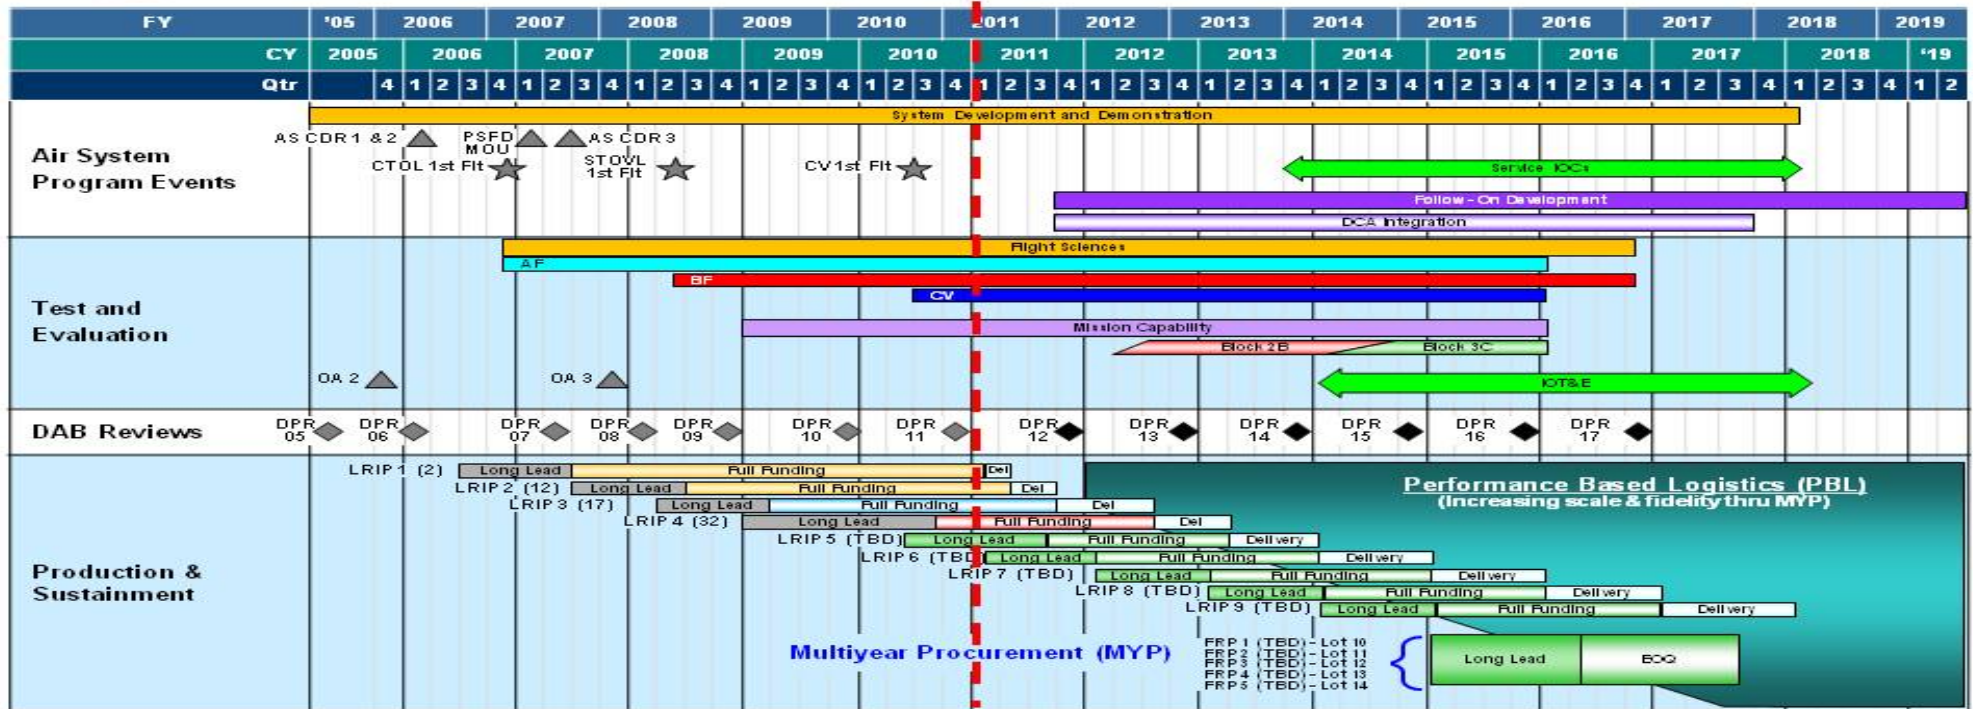 FY '05 2006 2007 2008 2009 2010 2011 2012 2013 2014 2015 2016 2017 2018 2019
CY 2005 2006 2007 2008 2009 2010 2011 2012 2013 2014 2015 2016 2017 2018 '19
Qtr 4 1 2 3 4 1 2 3 4 1 2 3 4 1 2 3 4 1 2 3 4 1 2 3 4 1 2 3 4 1 2 3 4 1 2 3 4 1 2 3 4 1 2 3 4 1 2 3 4 1 2 3 4 1 2
Air System
Program Events
System Development and Demonstration
AS CDR 1 & 2
PSFD
MOU
AS CDR 3
CTOL 1st Flt
STOVL
1st Flt
CV 1st Flt
Service IOCs
Follow-On Development
DCA Integration
Test and
Evaluation
Flight Sciences
AF
BF
CV
Mission Capability
Block 2B
Block 3C
OA 2
OA 3
IOT&E
DAB Reviews
DPR
05
DPR
06
DPR
07
DPR
08
DPR
09
DPR
10
DPR
11
DPR
12
DPR
13
DPR
14
DPR
15
DPR
16
DPR
17
Production &
Sustainment
LRIP 1 (2) Long Lead Full Funding Del
LRIP 2 (12) Long Lead Full Funding Del
LRIP 3 (17) Long Lead Full Funding Del
LRIP 4 (32) Long Lead Full Funding Del
LRIP 5 (TBD) Long Lead Full Funding Delivery
LRIP 6 (TBD Long Lead Full Funding Delivery
LRIP 7 (TBD) Long Lead Full Funding Delivery
LRIP 8 (TBD) Long Lead Full Funding Delivery
LRIP 9 (TBD) Long Lead Full Funding Delivery
Performance Based Logistics (PBL)
(Increasing scale & fidelity thru MYP)
Multiyear Procurement (MYP)
FRP 1 (TBD)- Lot 10
FRP 2 (TBD)- Lot 11
FRP 3 (TBD)- Lot 12
FRP 4 (TBD)- Lot 13
FRP 5 (TBD)- Lot 14
Long Lead
EOQ